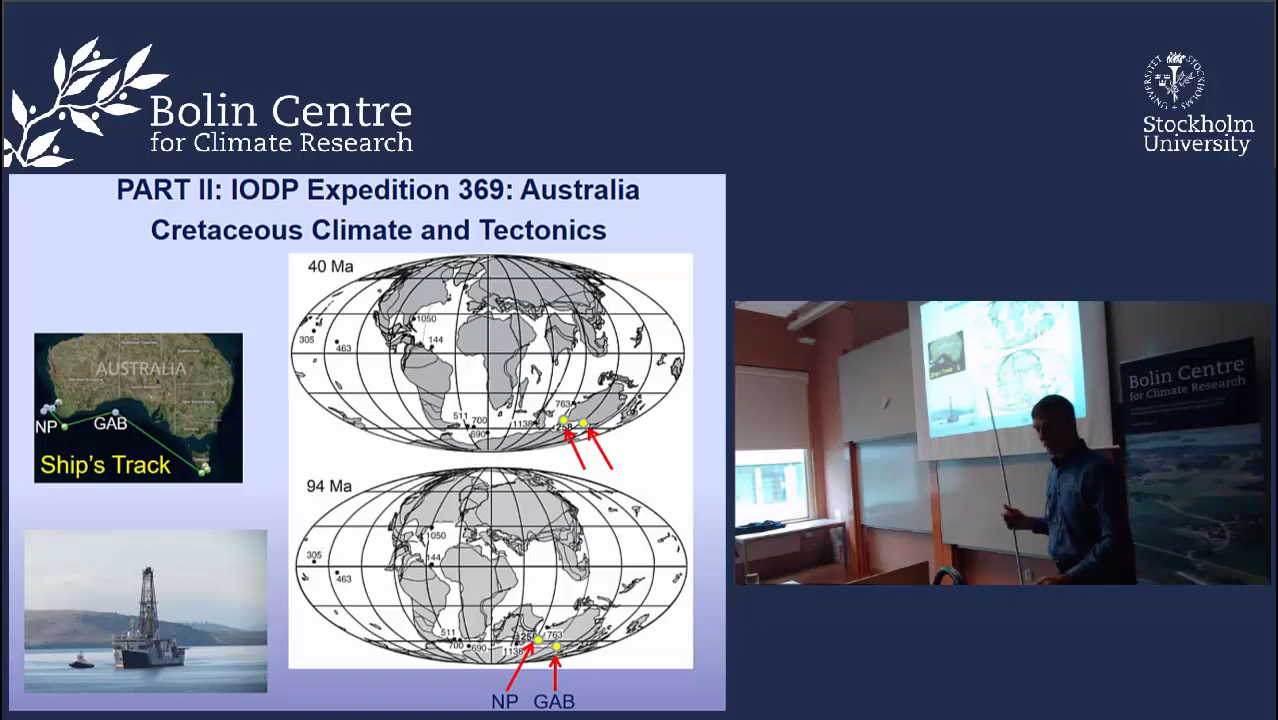 Bolin Centre
for Climate Research
STOCKHOLMS UNIVERSITET
Stockholm
University
PART II: IODP Expedition 369: Australia
Cretaceous Climate and Tectonics
AUSTRALIA
NP
GAB
Ship's Track
40 Ma
1050
305
463
144
763
511
700
690
1138
258
94 Ma
1050
305
144
463
511
700
690
1138
258
763
NP
GAB
Bolin Centre
for Climate Research